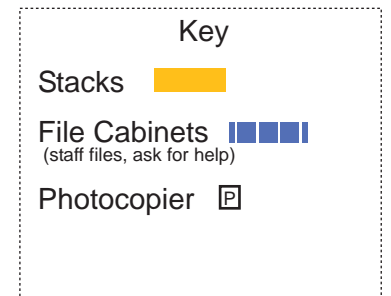 Key
Stacks
File Cabinets
(staff files, ask for help)
Photocopier P